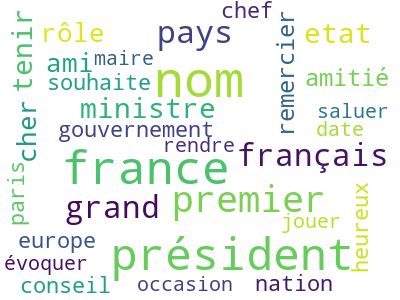 chef
rôle
pays
etat
tenir
ami
maire
nom
remercier
amitié
souhaite
cher
ministre
saluer
gouvernement
date
rendre
france
français
paris
grand
premier
heureux
jouer
europe
président
évoquer
conseil
occasion
nation